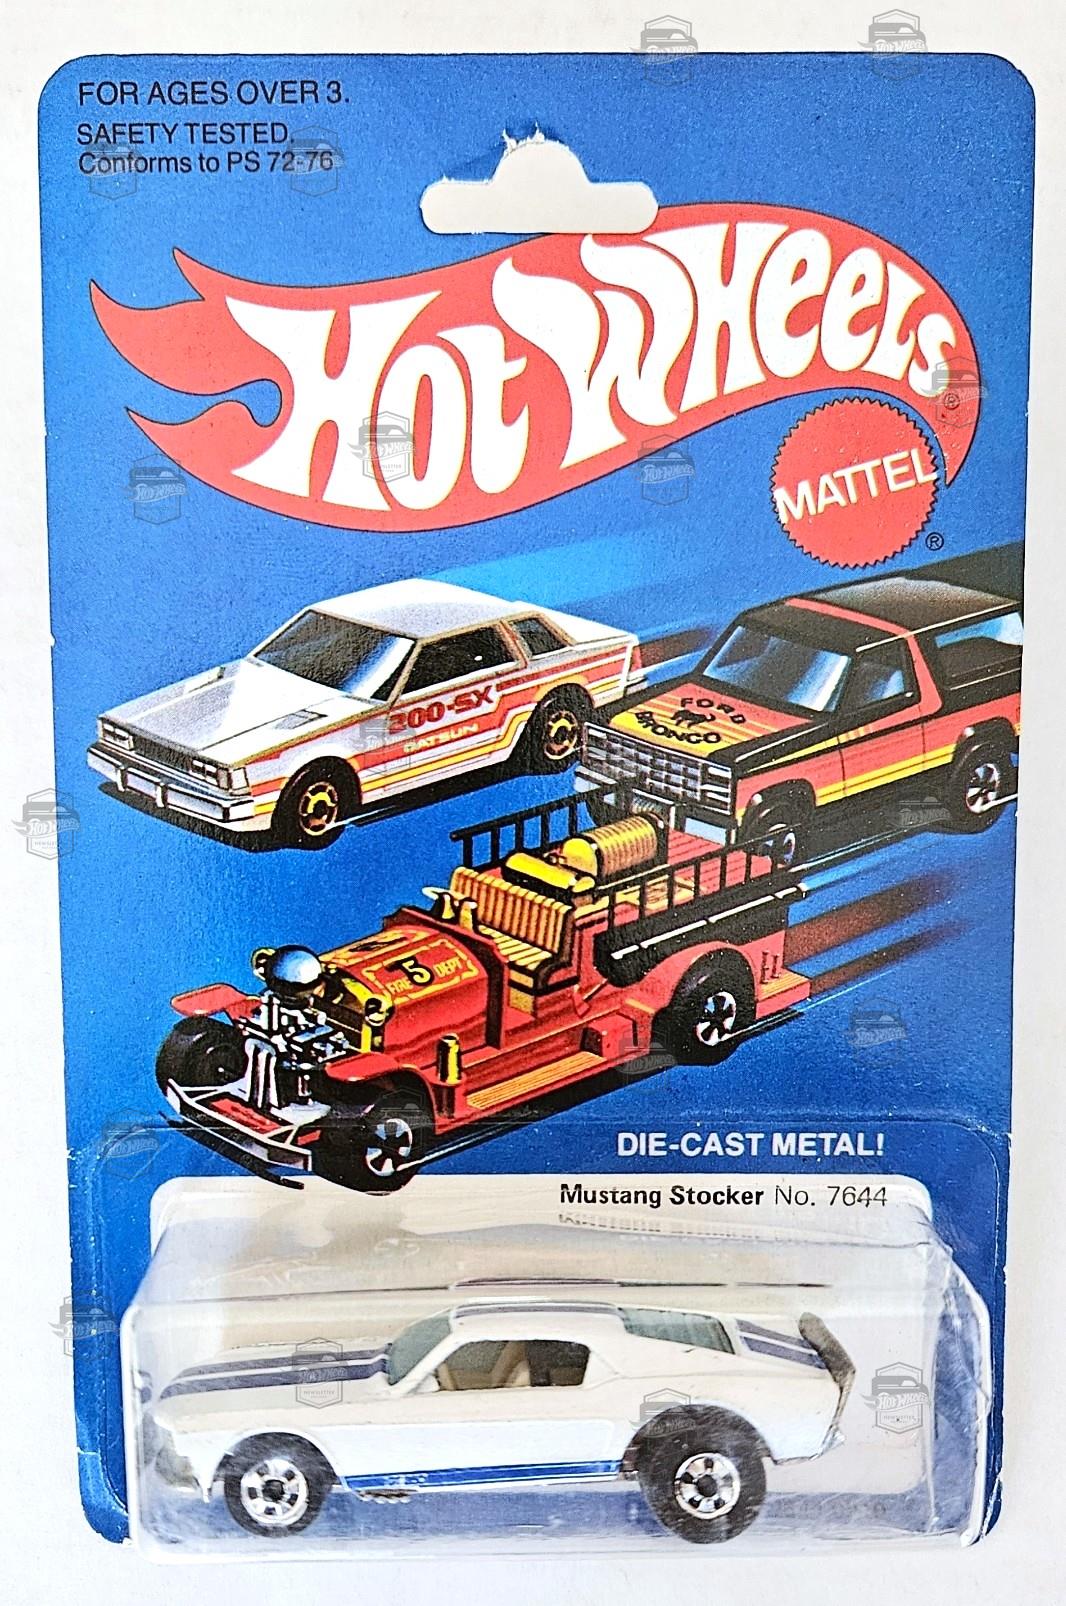 FOR AGES OVER 3.
SAFETY TESTED.
Conforms to PS 72-76
HOT WHEELS®
MATTEL
®
200-SX
DATSUN
FORD
BRONCO
FIRE 5 DEPT
DIE-CAST METAL!
Mustang Stocker No. 7644